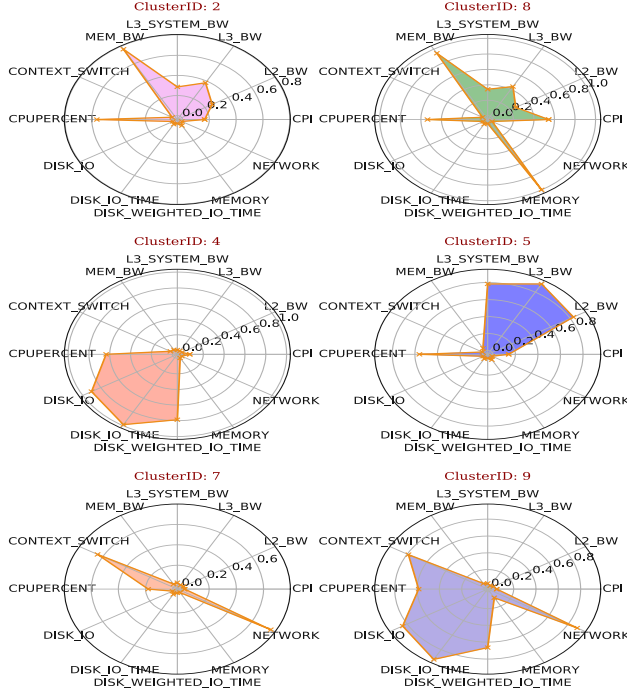 ClusterID: 2
L3_SYSTEM_BW
MEM_BW
L3_BW
CONTEXT_SWITCH
L2_BW
0.0 0.2 0.4 0.6 0.8
CPUPERCENT
CPI
DISK_IO
NETWORK
DISK_IO_TIME
MEMORY
DISK_WEIGHTED_IO_TIME
ClusterID: 8
L3_SYSTEM_BW
MEM_BW
L3_BW
CONTEXT_SWITCH
L2_BW
0.0 0.2 0.4 0.6 0.8 1.0
CPUPERCENT
CPI
DISK_IO
NETWORK
DISK_IO_TIME
MEMORY
DISK_WEIGHTED_IO_TIME
ClusterID: 4
L3_SYSTEM_BW
MEM_BW
L3_BW
CONTEXT_SWITCH
L2_BW
0.0 0.2 0.4 0.6 0.8 1.0
CPUPERCENT
CPI
DISK_IO
NETWORK
DISK_IO_TIME
MEMORY
DISK_WEIGHTED_IO_TIME
ClusterID: 5
L3_SYSTEM_BW
MEM_BW
L3_BW
CONTEXT_SWITCH
L2_BW
0.0 0.2 0.4 0.6 0.8
CPUPERCENT
CPI
DISK_IO
NETWORK
DISK_IO_TIME
MEMORY
DISK_WEIGHTED_IO_TIME
ClusterID: 7
L3_SYSTEM_BW
MEM_BW
L3_BW
CONTEXT_SWITCH
L2_BW
0.0 0.2 0.4 0.6
CPUPERCENT
CPI
DISK_IO
NETWORK
DISK_IO_TIME
MEMORY
DISK_WEIGHTED_IO_TIME
ClusterID: 9
L3_SYSTEM_BW
MEM_BW
L3_BW
CONTEXT_SWITCH
L2_BW
0.0 0.2 0.4 0.6 0.8
CPUPERCENT
CPI
DISK_IO
NETWORK
DISK_IO_TIME
MEMORY
DISK_WEIGHTED_IO_TIME